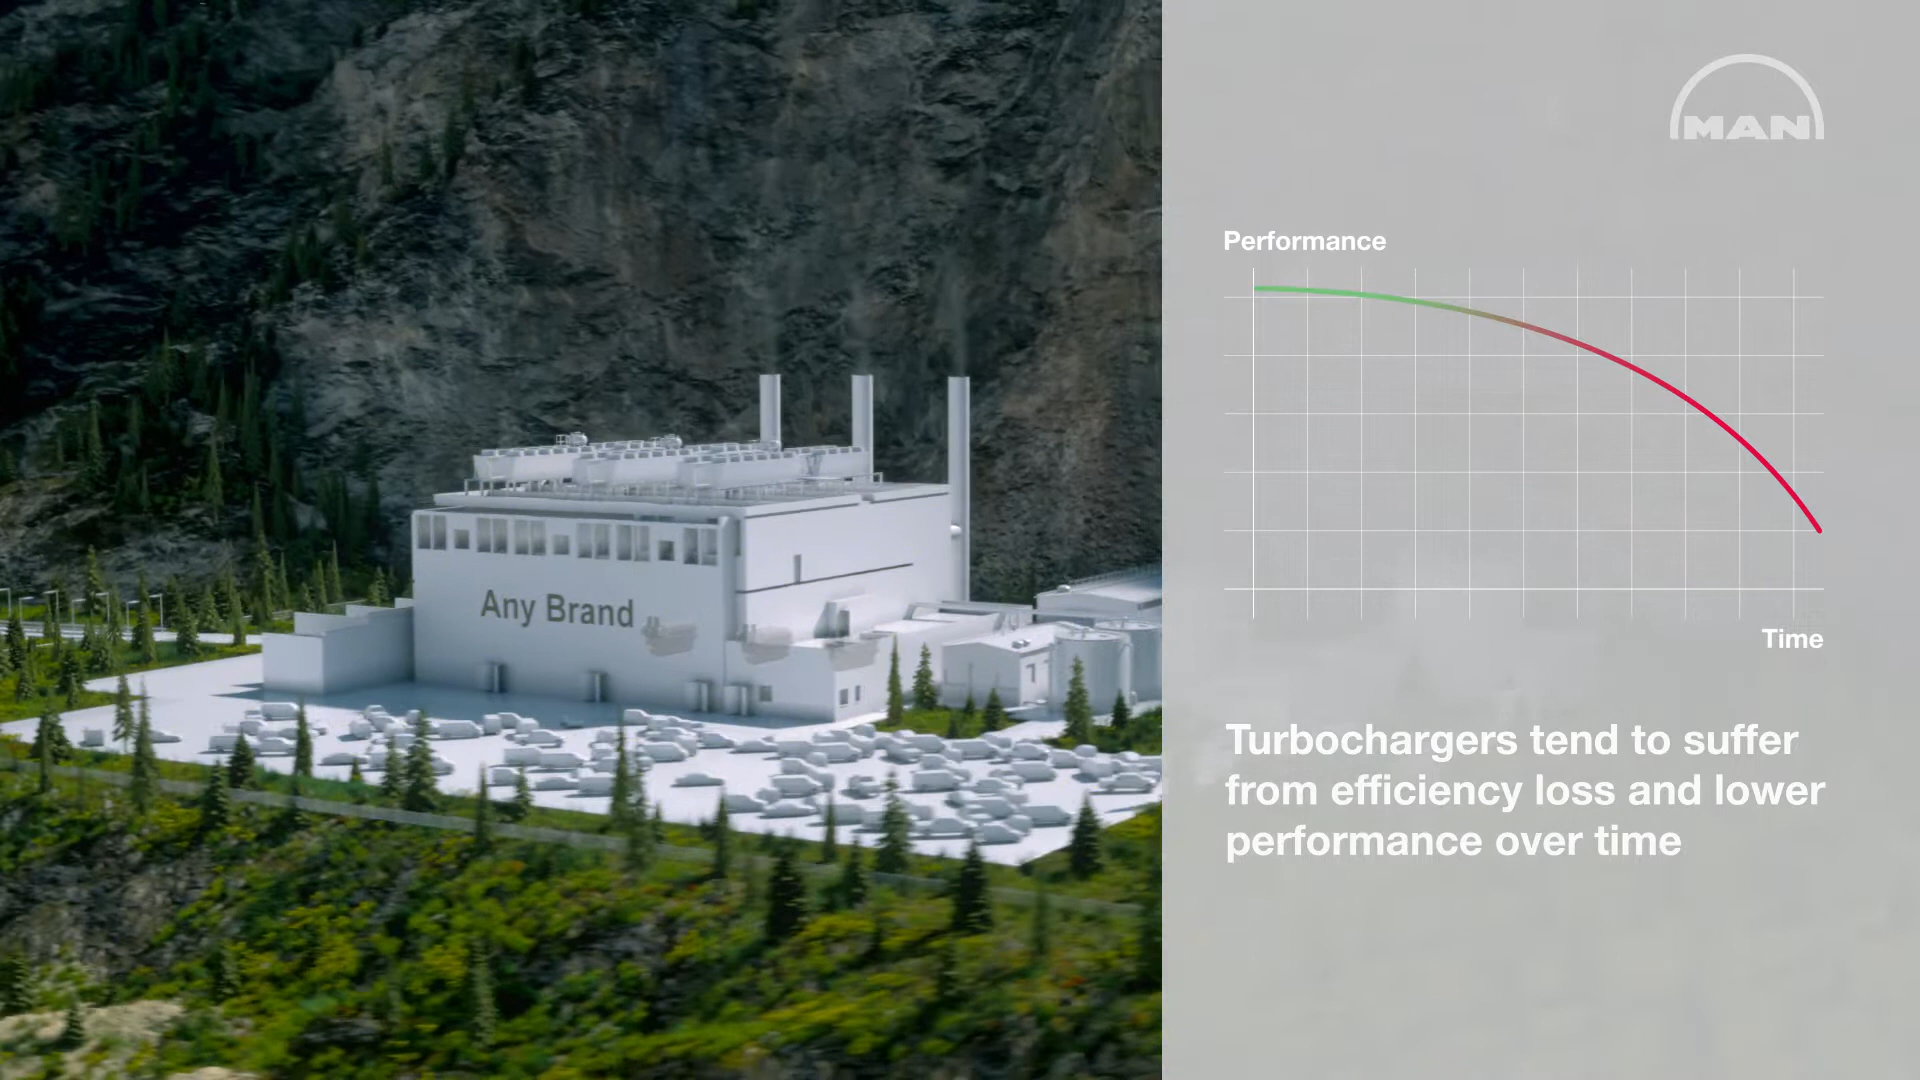 Any Brand
MAN
Performance
Time
Turbochargers tend to suffer
from efficiency loss and lower
performance over time